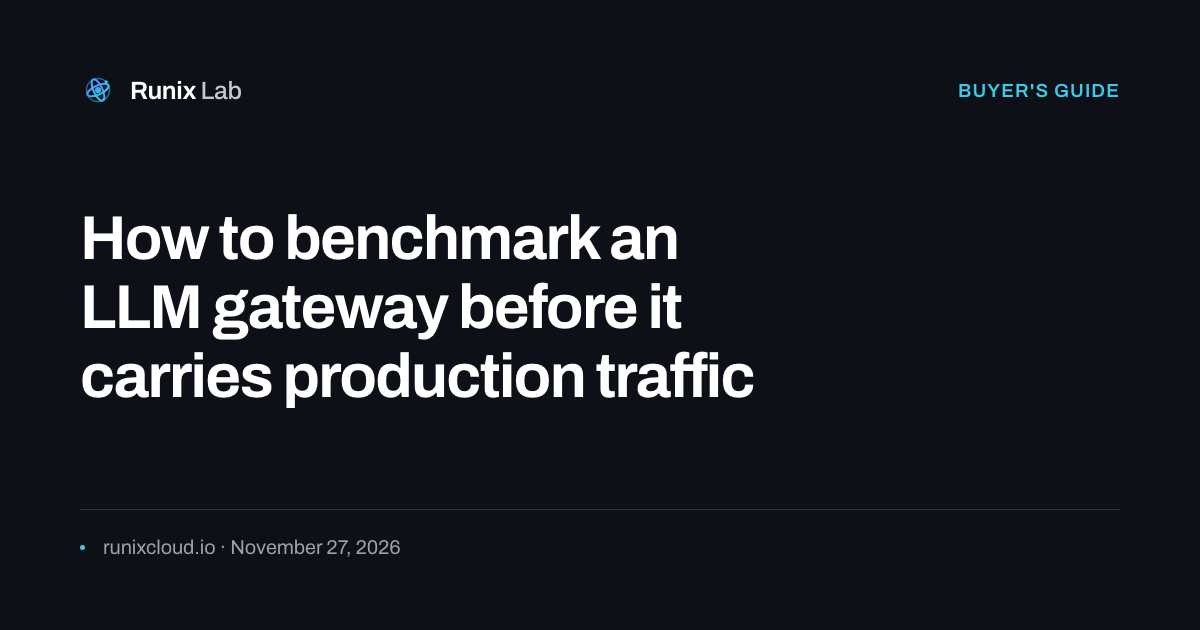 Runix Lab
BUYER'S GUIDE
How to benchmark an
LLM gateway before it
carries production traffic
runixcloud.io · November 27, 2026